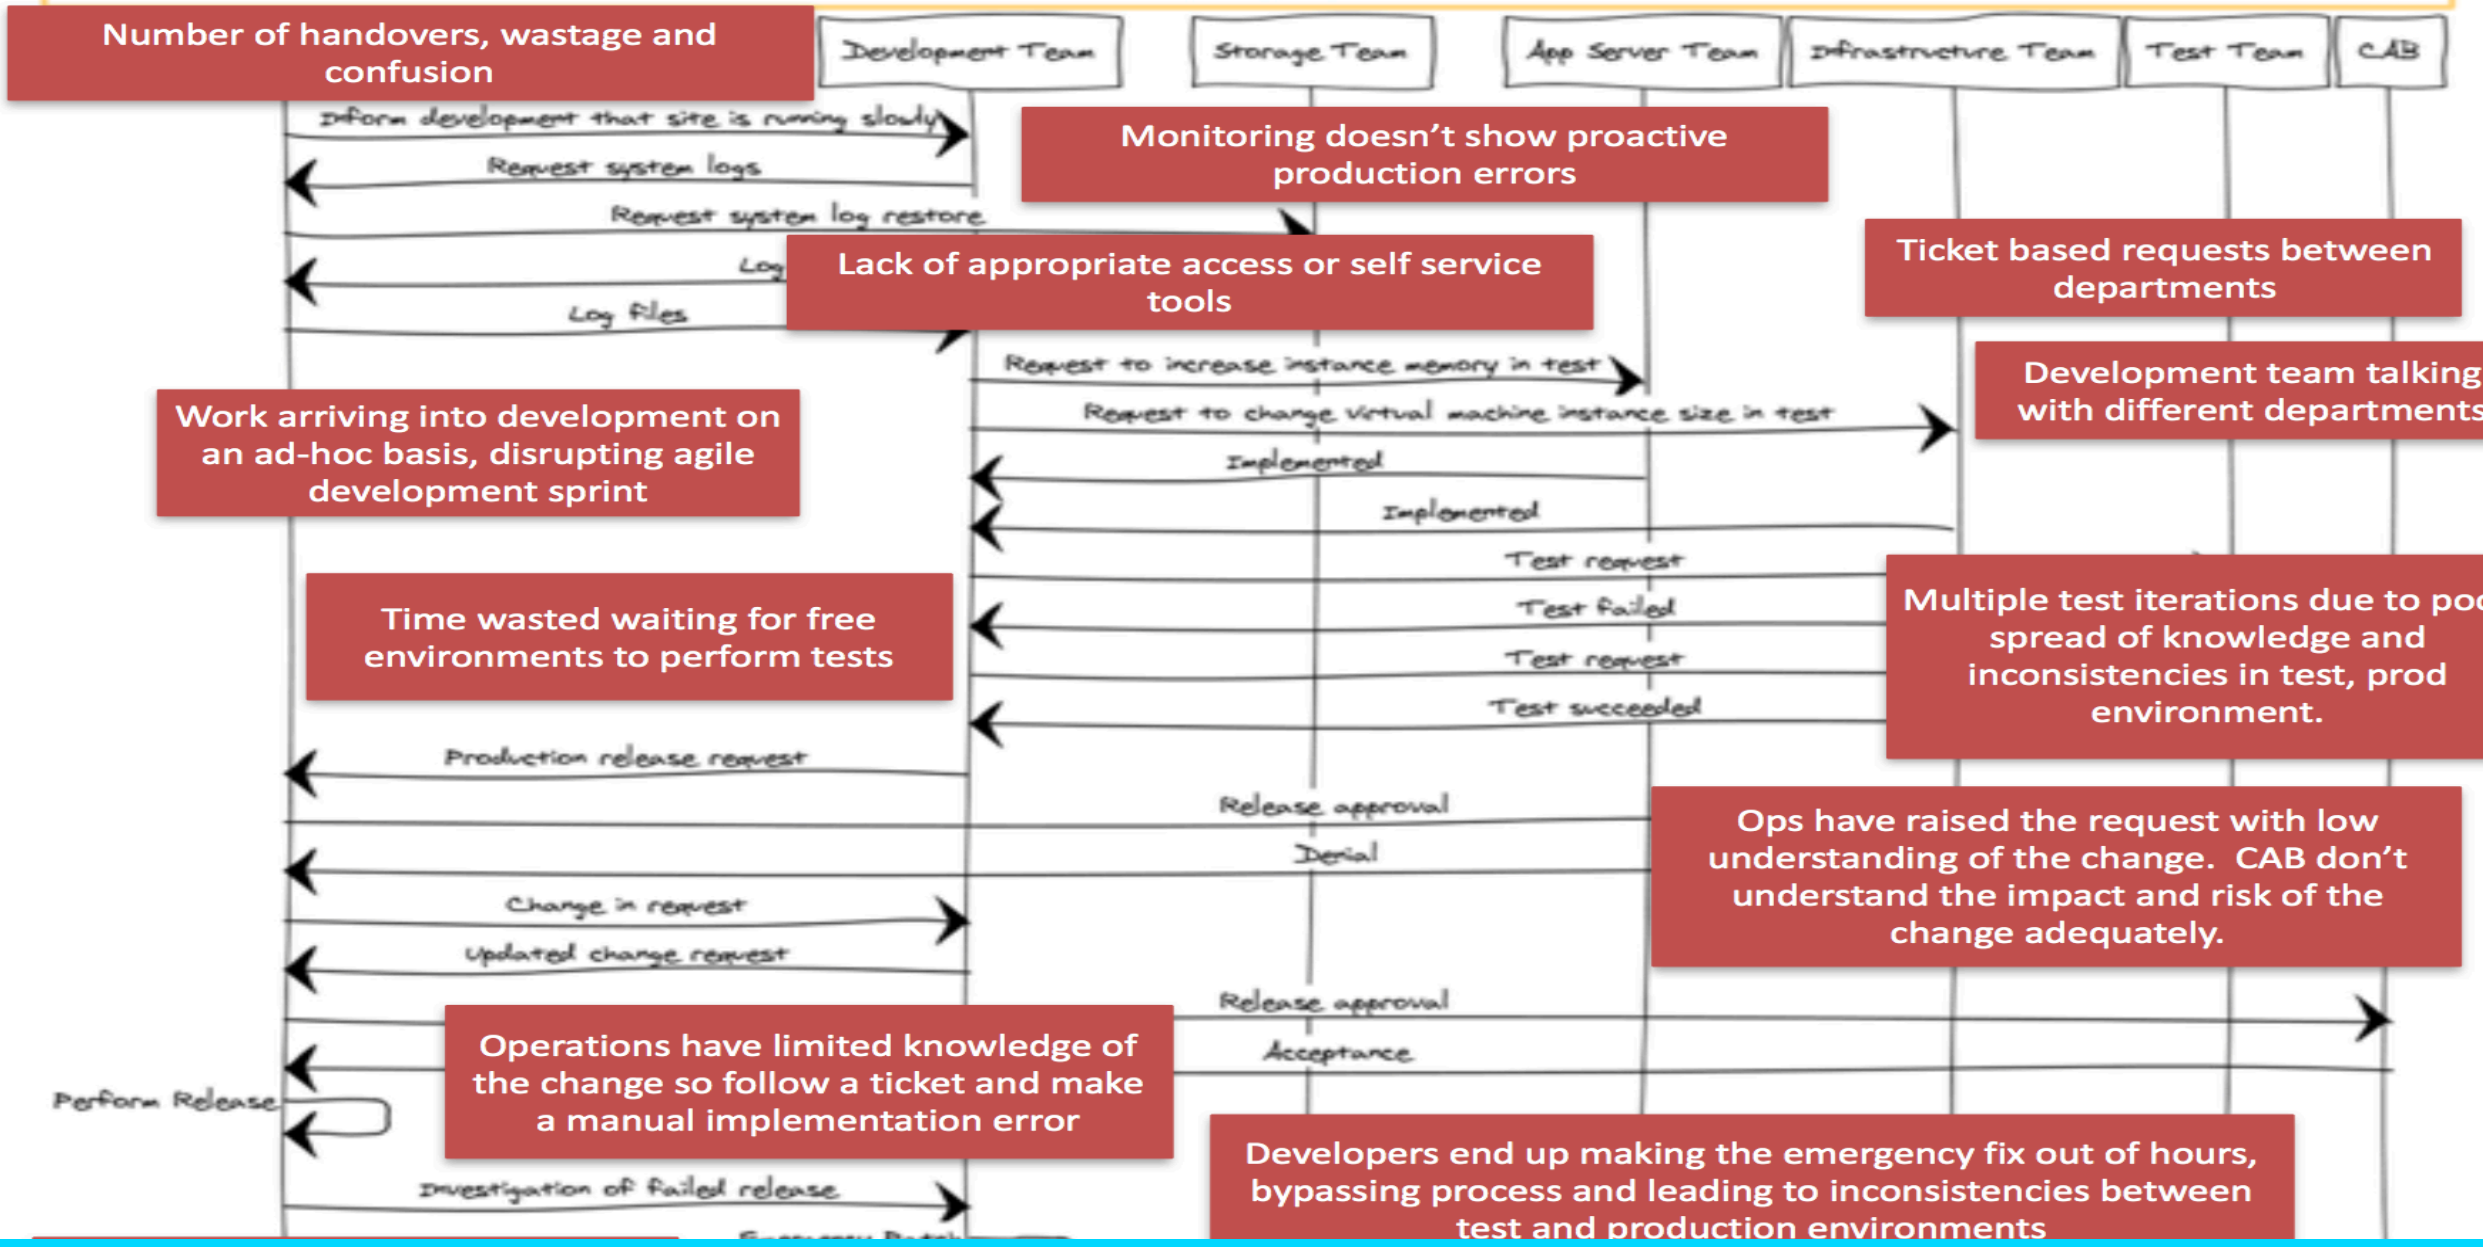 Number of handovers, wastage and
confusion
Development Team
Storage Team
App Server Team
Infrastructure Team
Test Team
CAB
Inform development that site is running slowly
Monitoring doesn't show proactive
production errors
Request system logs
Request system log restore
Ticket based requests between
departments
Log
Lack of appropriate access or self service
tools
Log files
Request to increase instance memory in test
Development team talking
with different departments
Request to change virtual machine instance size in test
Work arriving into development on
an ad-hoc basis, disrupting agile
development sprint
Implemented
Implemented
Test request
Time wasted waiting for free
environments to perform tests
Test failed
Multiple test iterations due to
spread of knowledge and
inconsistencies in test, prod
environment.
Test request
Test succeeded
Production release request
Release approval
Ops have raised the request with low
understanding of the change.  CAB don't
understand the impact and risk of the
change adequately.
Denial
Change in request
Updated change request
Release approval
Operations have limited knowledge of
the change so follow a ticket and make
a manual implementation error
Acceptance
Perform Release
Developers end up making the emergency fix out of hours,
bypassing process and leading to inconsistencies between
test and production environments
Investigation of failed release